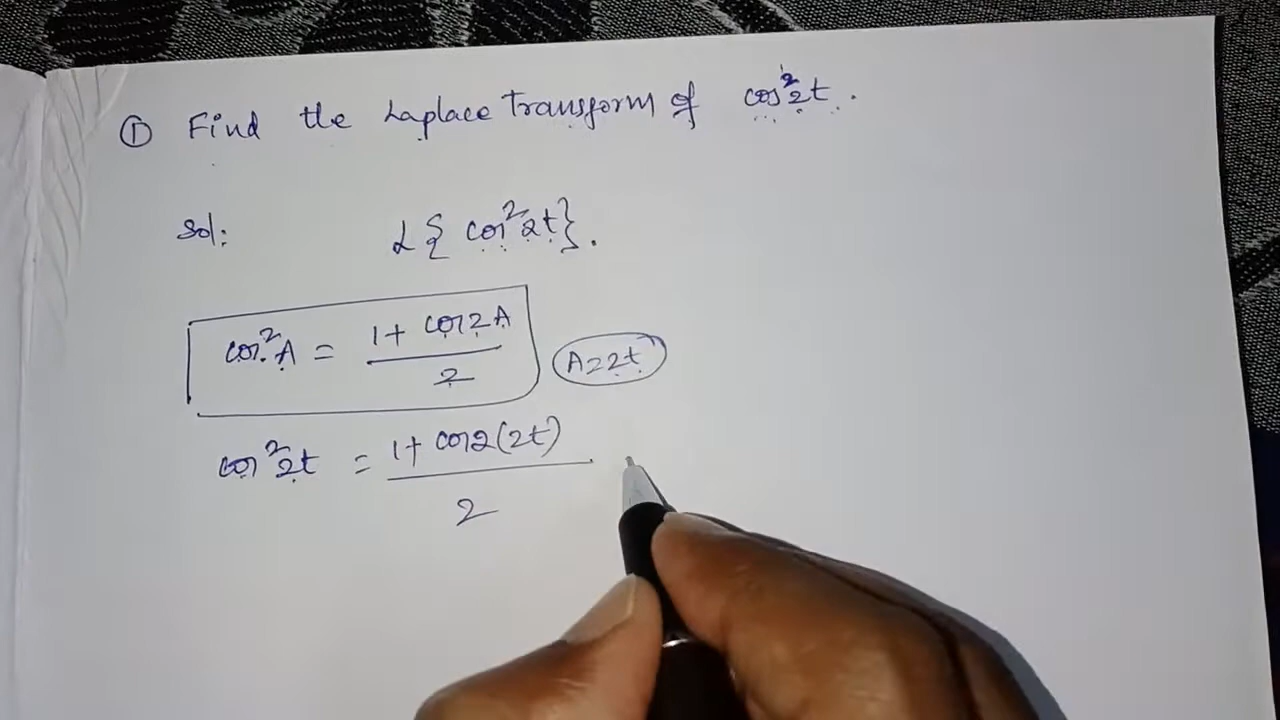 ① Find the Laplace Transform of cos²2t.
Sol: L{cos²2t}.
cos²A = (1 + cos2A)/2 A=2t
cos²2t = (1 + cos2(2t))/2